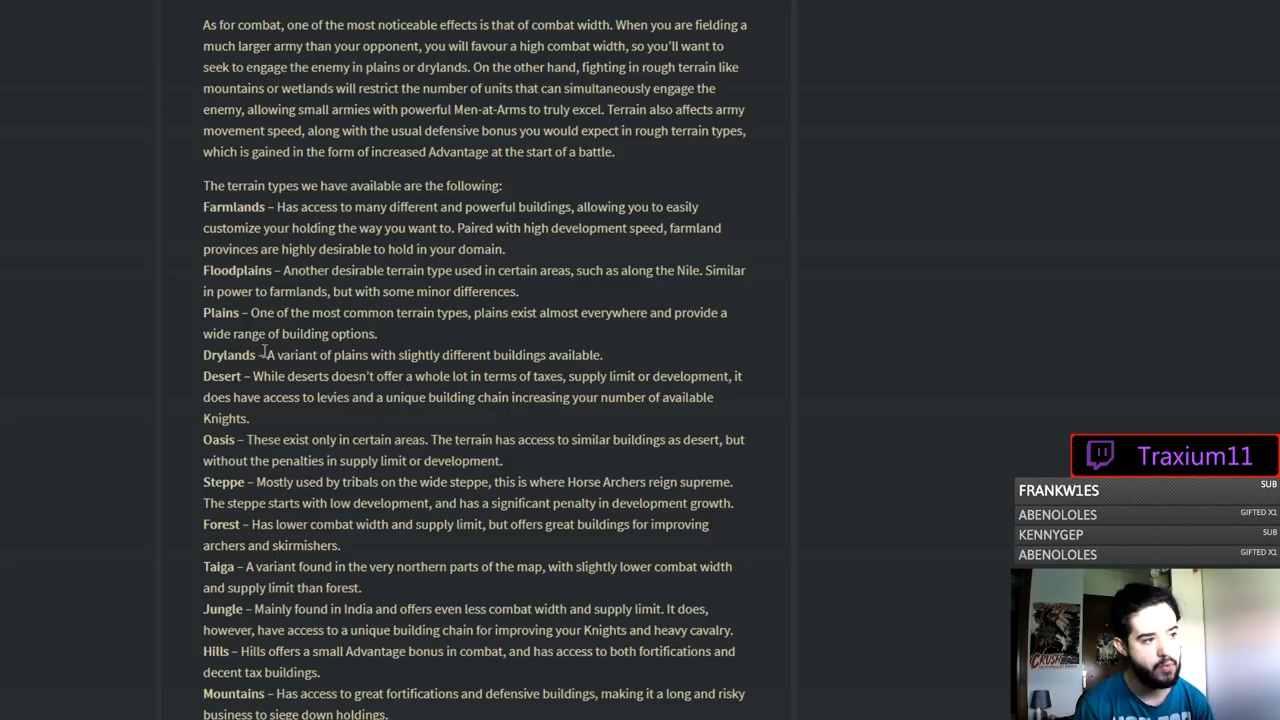 As for combat, one of the most noticeable effects is that of combat width. When you are fielding a
much larger army than your opponent, you will favour a high combat width, so you'll want to
seek to engage the enemy in plains or drylands. On the other hand, fighting in rough terrain like
mountains or wetlands will restrict the number of units that can simultaneously engage the
enemy, allowing small armies with powerful Men-at-Arms to truly excel. Terrain also affects army
movement speed, along with the usual defensive bonus you would expect in rough terrain types,
which is gained in the form of increased Advantage at the start of a battle.
The terrain types we have available are the following:
Farmlands – Has access to many different and powerful buildings, allowing you to easily
customize your holding the way you want to. Paired with high development speed, farmland
provinces are highly desirable to hold in your domain.
Floodplains – Another desirable terrain type used in certain areas, such as along the Nile. Similar
in power to farmlands, but with some minor differences.
Plains – One of the most common terrain types, plains exist almost everywhere and provide a
wide range of building options.
Drylands – A variant of plains with slightly different buildings available.
Desert – While deserts doesn't offer a whole lot in terms of taxes, supply limit or development, it
does have access to levies and a unique building chain increasing your number of available
Knights.
Oasis – These exist only in certain areas. The terrain has access to similar buildings as desert, but
without the penalties in supply limit or development.
Steppe – Mostly used by tribals on the wide steppe, this is where Horse Archers reign supreme.
The steppe starts with low development, and has a significant penalty in development growth.
Forest – Has lower combat width and supply limit, but offers great buildings for improving
archers and skirmishers.
Taiga – A variant found in the very northern parts of the map, with slightly lower combat width
and supply limit than forest.
Jungle – Mainly found in India and offers even less combat width and supply limit. It does,
however, have access to a unique building chain for improving your Knights and heavy cavalry.
Hills – Hills offers a small Advantage bonus in combat, and has access to both fortifications and
decent tax buildings.
Mountains – Has access to great fortifications and defensive buildings, making it a long and risky
business to siege down holdings.
Traxium11
FRANKW1ES SUB
ABENOLOLES GIFTED X1
KENNYGEP SUB
ABENOLOLES GIFTED X1
CRUSH